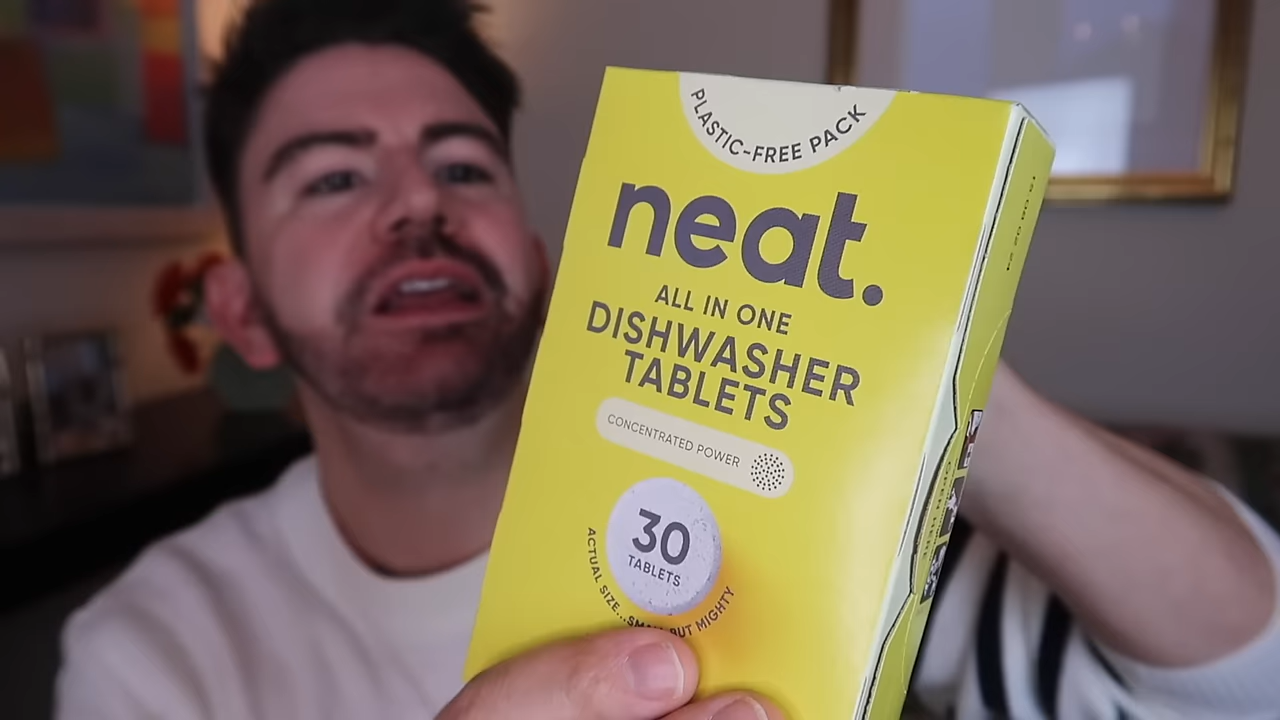 PLASTIC-FREE PACK
neat.
ALL IN ONE
DISHWASHER
TABLETS
CONCENTRATED POWER
30
TABLETS
ACTUAL SIZE... SMALL BUT MIGHTY